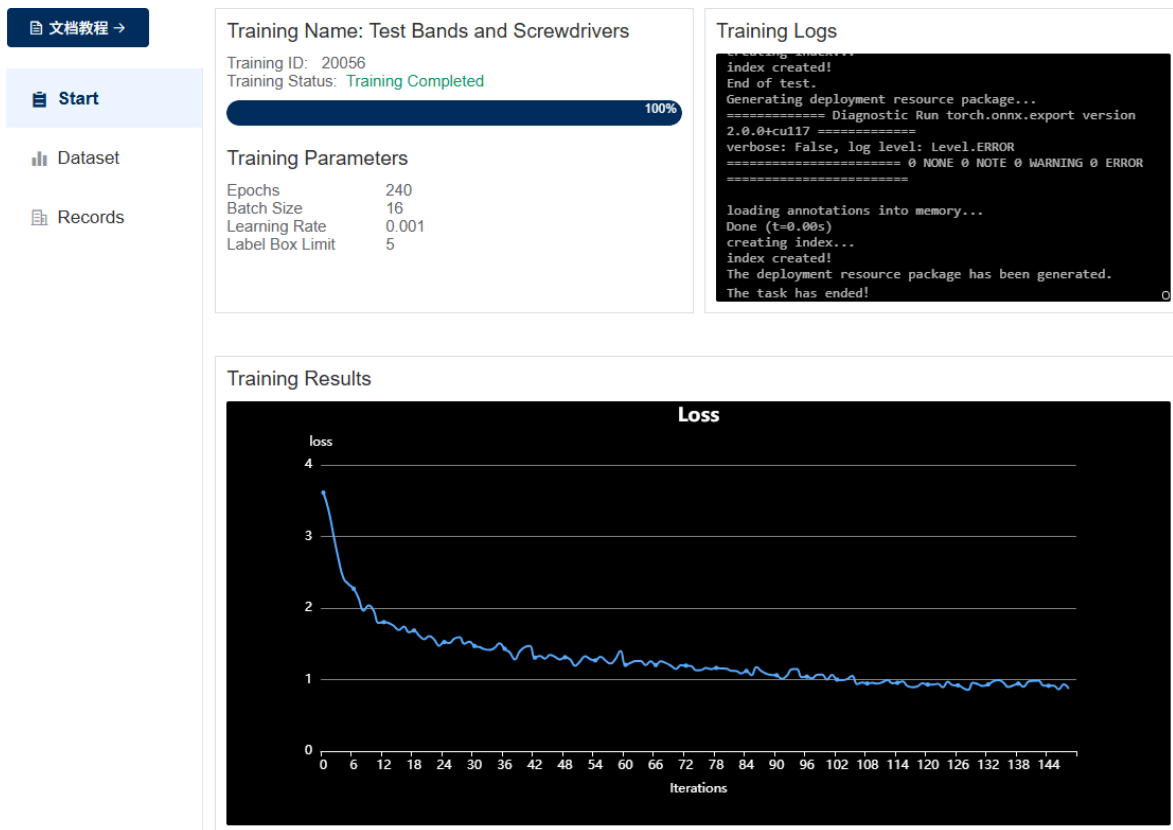 文档教程 →
Start
Dataset
Records
Training Name: Test Bands and Screwdrivers
Training ID: 20056
Training Status: Training Completed
100%
Training Parameters
Epochs 240
Batch Size 16
Learning Rate 0.001
Label Box Limit 5
Training Logs
creating index...
index created!
End of test.
Generating deployment resource package...
============= Diagnostic Run torch.onnx.export version
2.0.0+cu117 =============
verbose: False, log level: Level.ERROR
======================= 0 NONE 0 NOTE 0 WARNING 0 ERROR
========================
loading annotations into memory...
Done (t=0.00s)
creating index...
index created!
The deployment resource package has been generated.
The task has ended!
Training Results
Loss
loss
4
3
2
1
0
0 6 12 18 24 30 36 42 48 54 60 66 72 78 84 90 96 102 108 114 120 126 132 138 144
Iterations